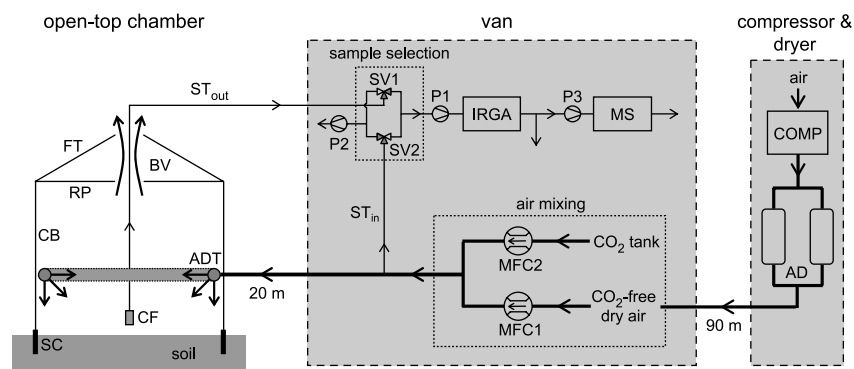 open-top chamber
van
compressor &
dryer
sample selection
SV1
ST_out
P1
IRGA
P3
MS
P2
SV2
air
COMP
FT
BV
RP
ST_in
air mixing
CB
ADT
MFC2
CO₂ tank
AD
20 m
CO₂-free
dry air
MFC1
90 m
CF
SC
soil